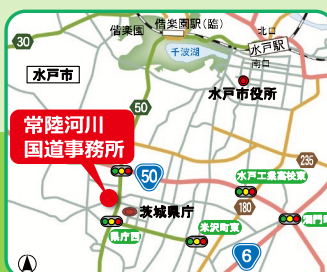 偕楽園
偕楽園駅(臨)
千波湖
北口
水戸駅
南口
30
水戸市
50
水戸市役所
常陸河川
国道事務所
50
茨城県庁
県庁西
水戸工業高校東
235
180
米沢町東
6